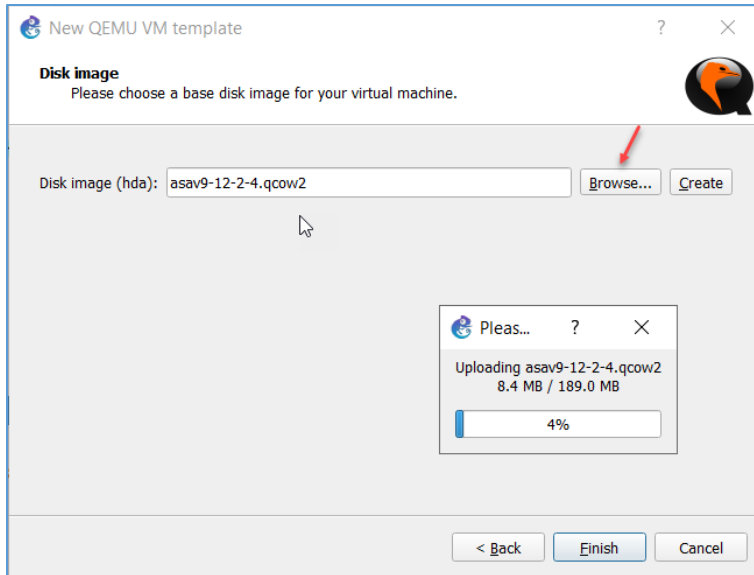 New QEMU VM template
Disk image
Please choose a base disk image for your virtual machine.
Disk image (hda): asav9-12-2-4.qcow2 Browse... Create
Pleas...
Uploading asav9-12-2-4.qcow2
8.4 MB / 189.0 MB
4%
< Back Finish Cancel